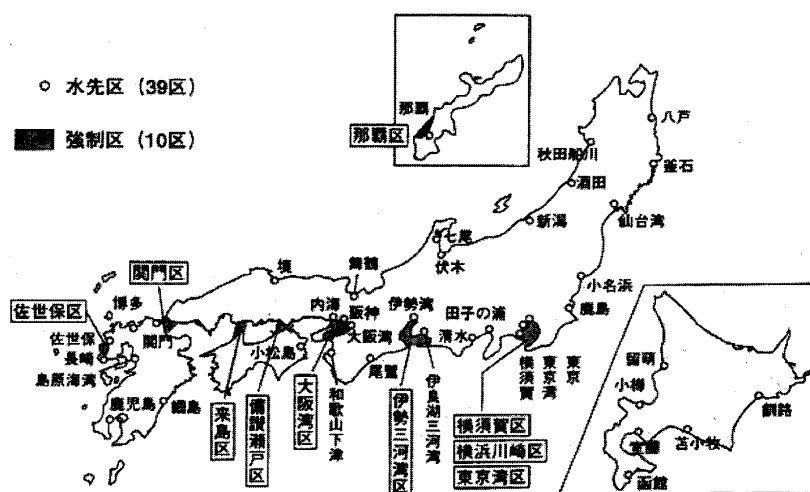 水先区 (39区)
強制区 (10区)
那覇
那覇区
八戸
秋田船川
釜石
酒田
仙台湾
新潟
七尾
伏木
舞鶴
境
小名浜
鹿島
関門区
佐世保区
博多
佐世保
長崎
島原海湾
関門
鹿児島
細島
来島区
備讃瀬戸区
小松島
内海
阪神
大阪湾
大阪湾区
和歌山下津
尾鷲
伊勢湾
伊勢三河湾区
伊良湖三河湾
清水
田子の浦
横須賀
東京湾
東京
横須賀区
横浜川崎区
東京湾区
留萌
小樽
室蘭
苫小牧
釧路
函館